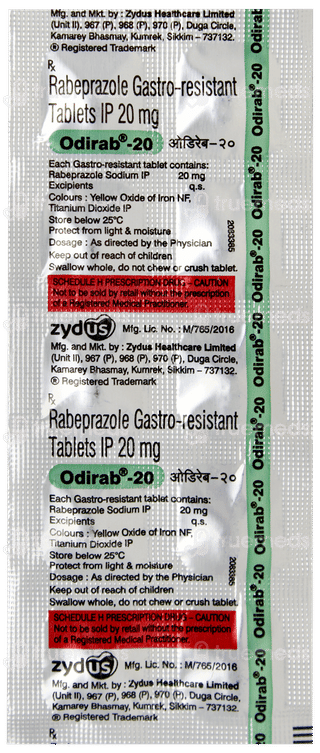 Mfg. and Mkt. by : Zydus Healthcare Limited
(Unit II), 967 (P), 968 (P), 970 (P), Duga Circle,
Kamarey Bhasmay, Kumrek, Sikkim – 737132.
® Registered Trademark
Rx
Rabeprazole Gastro-resistant
Tablets IP 20 mg
Odirab®-20 ओडिरेब-२०
Each Gastro-resistant tablet contains:
Rabeprazole Sodium IP 20 mg
Excipients q.s.
Colours : Yellow Oxide of Iron NF,
Titanium Dioxide IP
Store below 25°C
Protect from light & moisture
Dosage : As directed by the Physician
Keep out of reach of children
Swallow whole, do not chew or crush tablet.
2033365
SCHEDULE H PRESCRIPTION DRUG - CAUTION
Not to be sold by retail without the prescription
of a Registered Medical Practitioner.
zydus Mfg. Lic. No. : M/765/2016
Mfg. and Mkt. by : Zydus Healthcare Limited
(Unit II), 967 (P), 968 (P), 970 (P), Duga Circle,
Kamarey Bhasmay, Kumrek, Sikkim – 737132.
® Registered Trademark
Rx
Rabeprazole Gastro-resistant
Tablets IP 20 mg
Odirab®-20 ओडिरेब-२०
Each Gastro-resistant tablet contains:
Rabeprazole Sodium IP 20 mg
Excipients q.s.
Colours : Yellow Oxide of Iron NF,
Titanium Dioxide IP
Store below 25°C
Protect from light & moisture
Dosage : As directed by the Physician
Keep out of reach of children
Swallow whole, do not chew or crush tablet.
2033365
SCHEDULE H PRESCRIPTION DRUG - CAUTION
Not to be sold by retail without the prescription
of a Registered Medical Practitioner.
zydus Mfg. Lic. No. : M/765/2016
Mfg. and Mkt. by : Zydus Healthcare Limited
(Unit II), 967 (P), 968 (P), 970 (P), Duga Circle,
Kamarey Bhasmay, Kumrek, Sikkim – 737132.
® Registered Trademark
Rx
Odirab®-20 Odirab®-20 Odirab®-20 Odirab®-20 Odirab®-20 Odirab®-20 Odirab